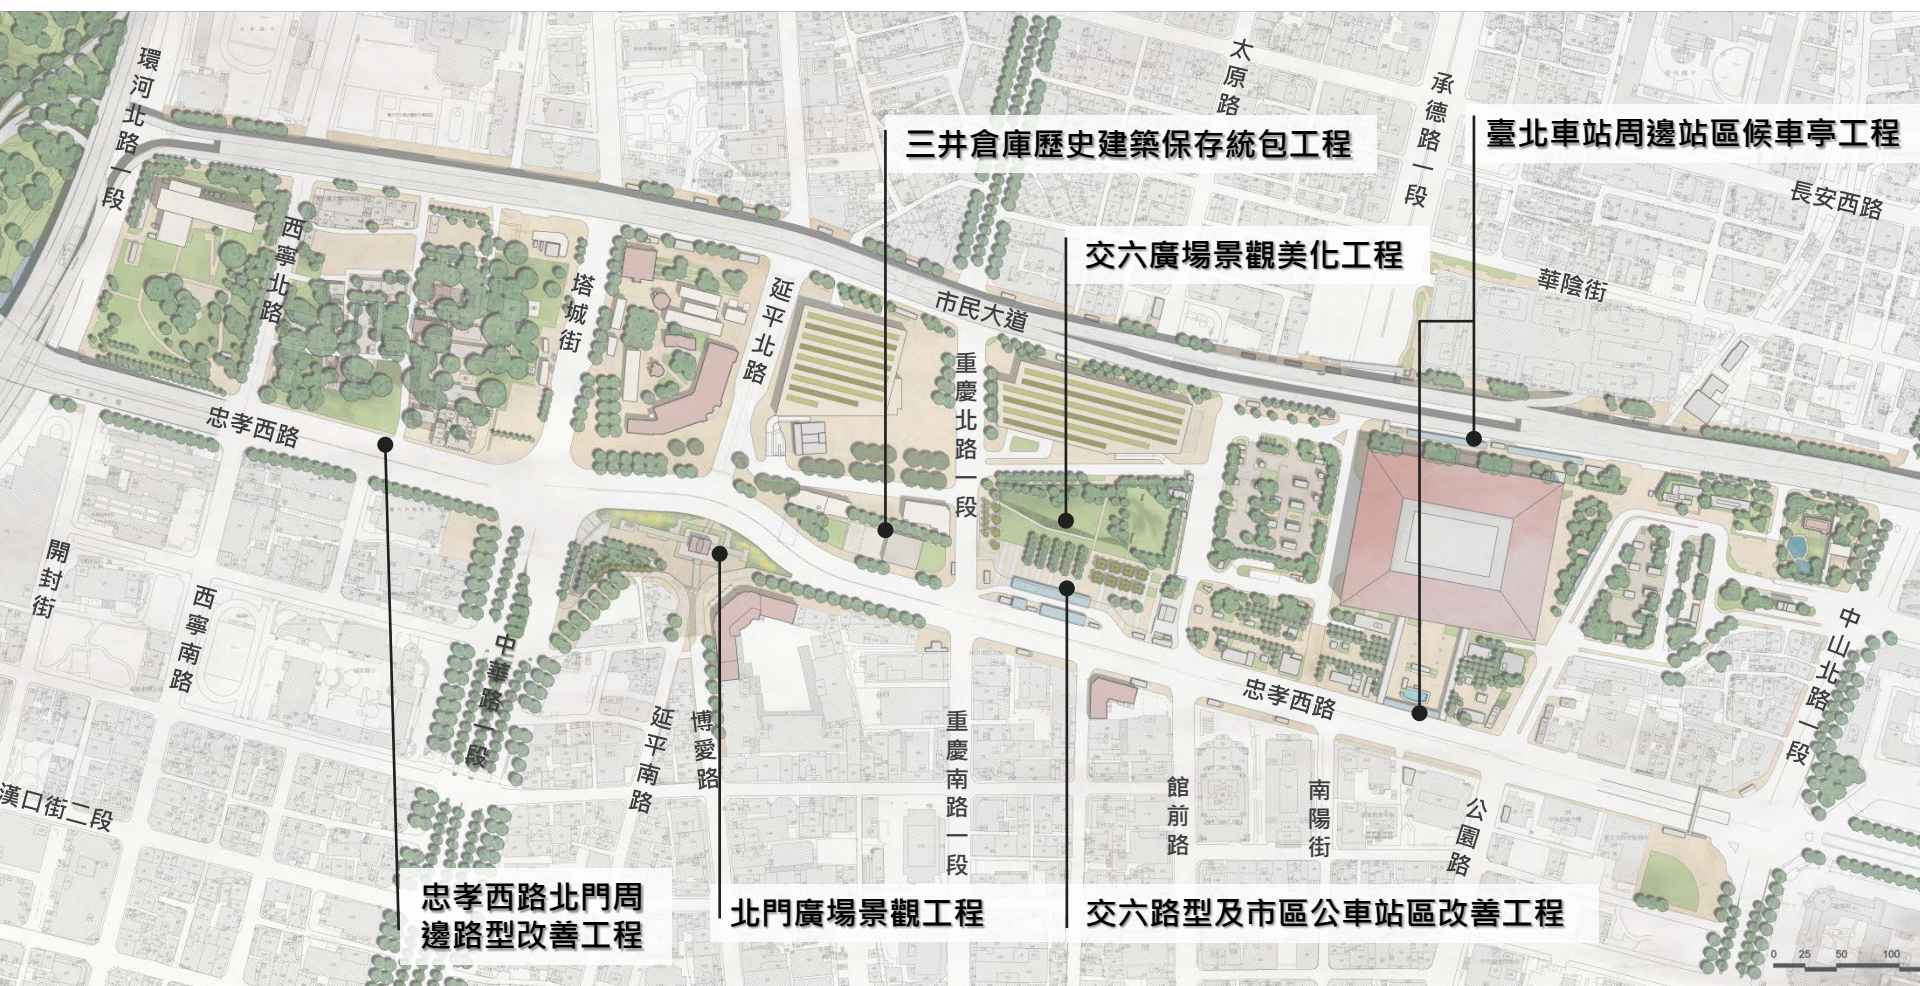 環河北路一段
太原路
承德路一段
三井倉庫歷史建築保存統包工程
臺北車站周邊站區候車亭工程
長安西路
西寧北路
塔城街
延平北路
交六廣場景觀美化工程
市民大道
華陰街
重慶北路一段
忠孝西路
開封街
西寧南路
中華路一段
延平南路
博愛路
重慶南路一段
忠孝西路
中山北路一段
漢口街二段
館前路
南陽街
公園路
忠孝西路北門周
邊路型改善工程
北門廣場景觀工程
交六路型及市區公車站區改善工程
0 25 50 100